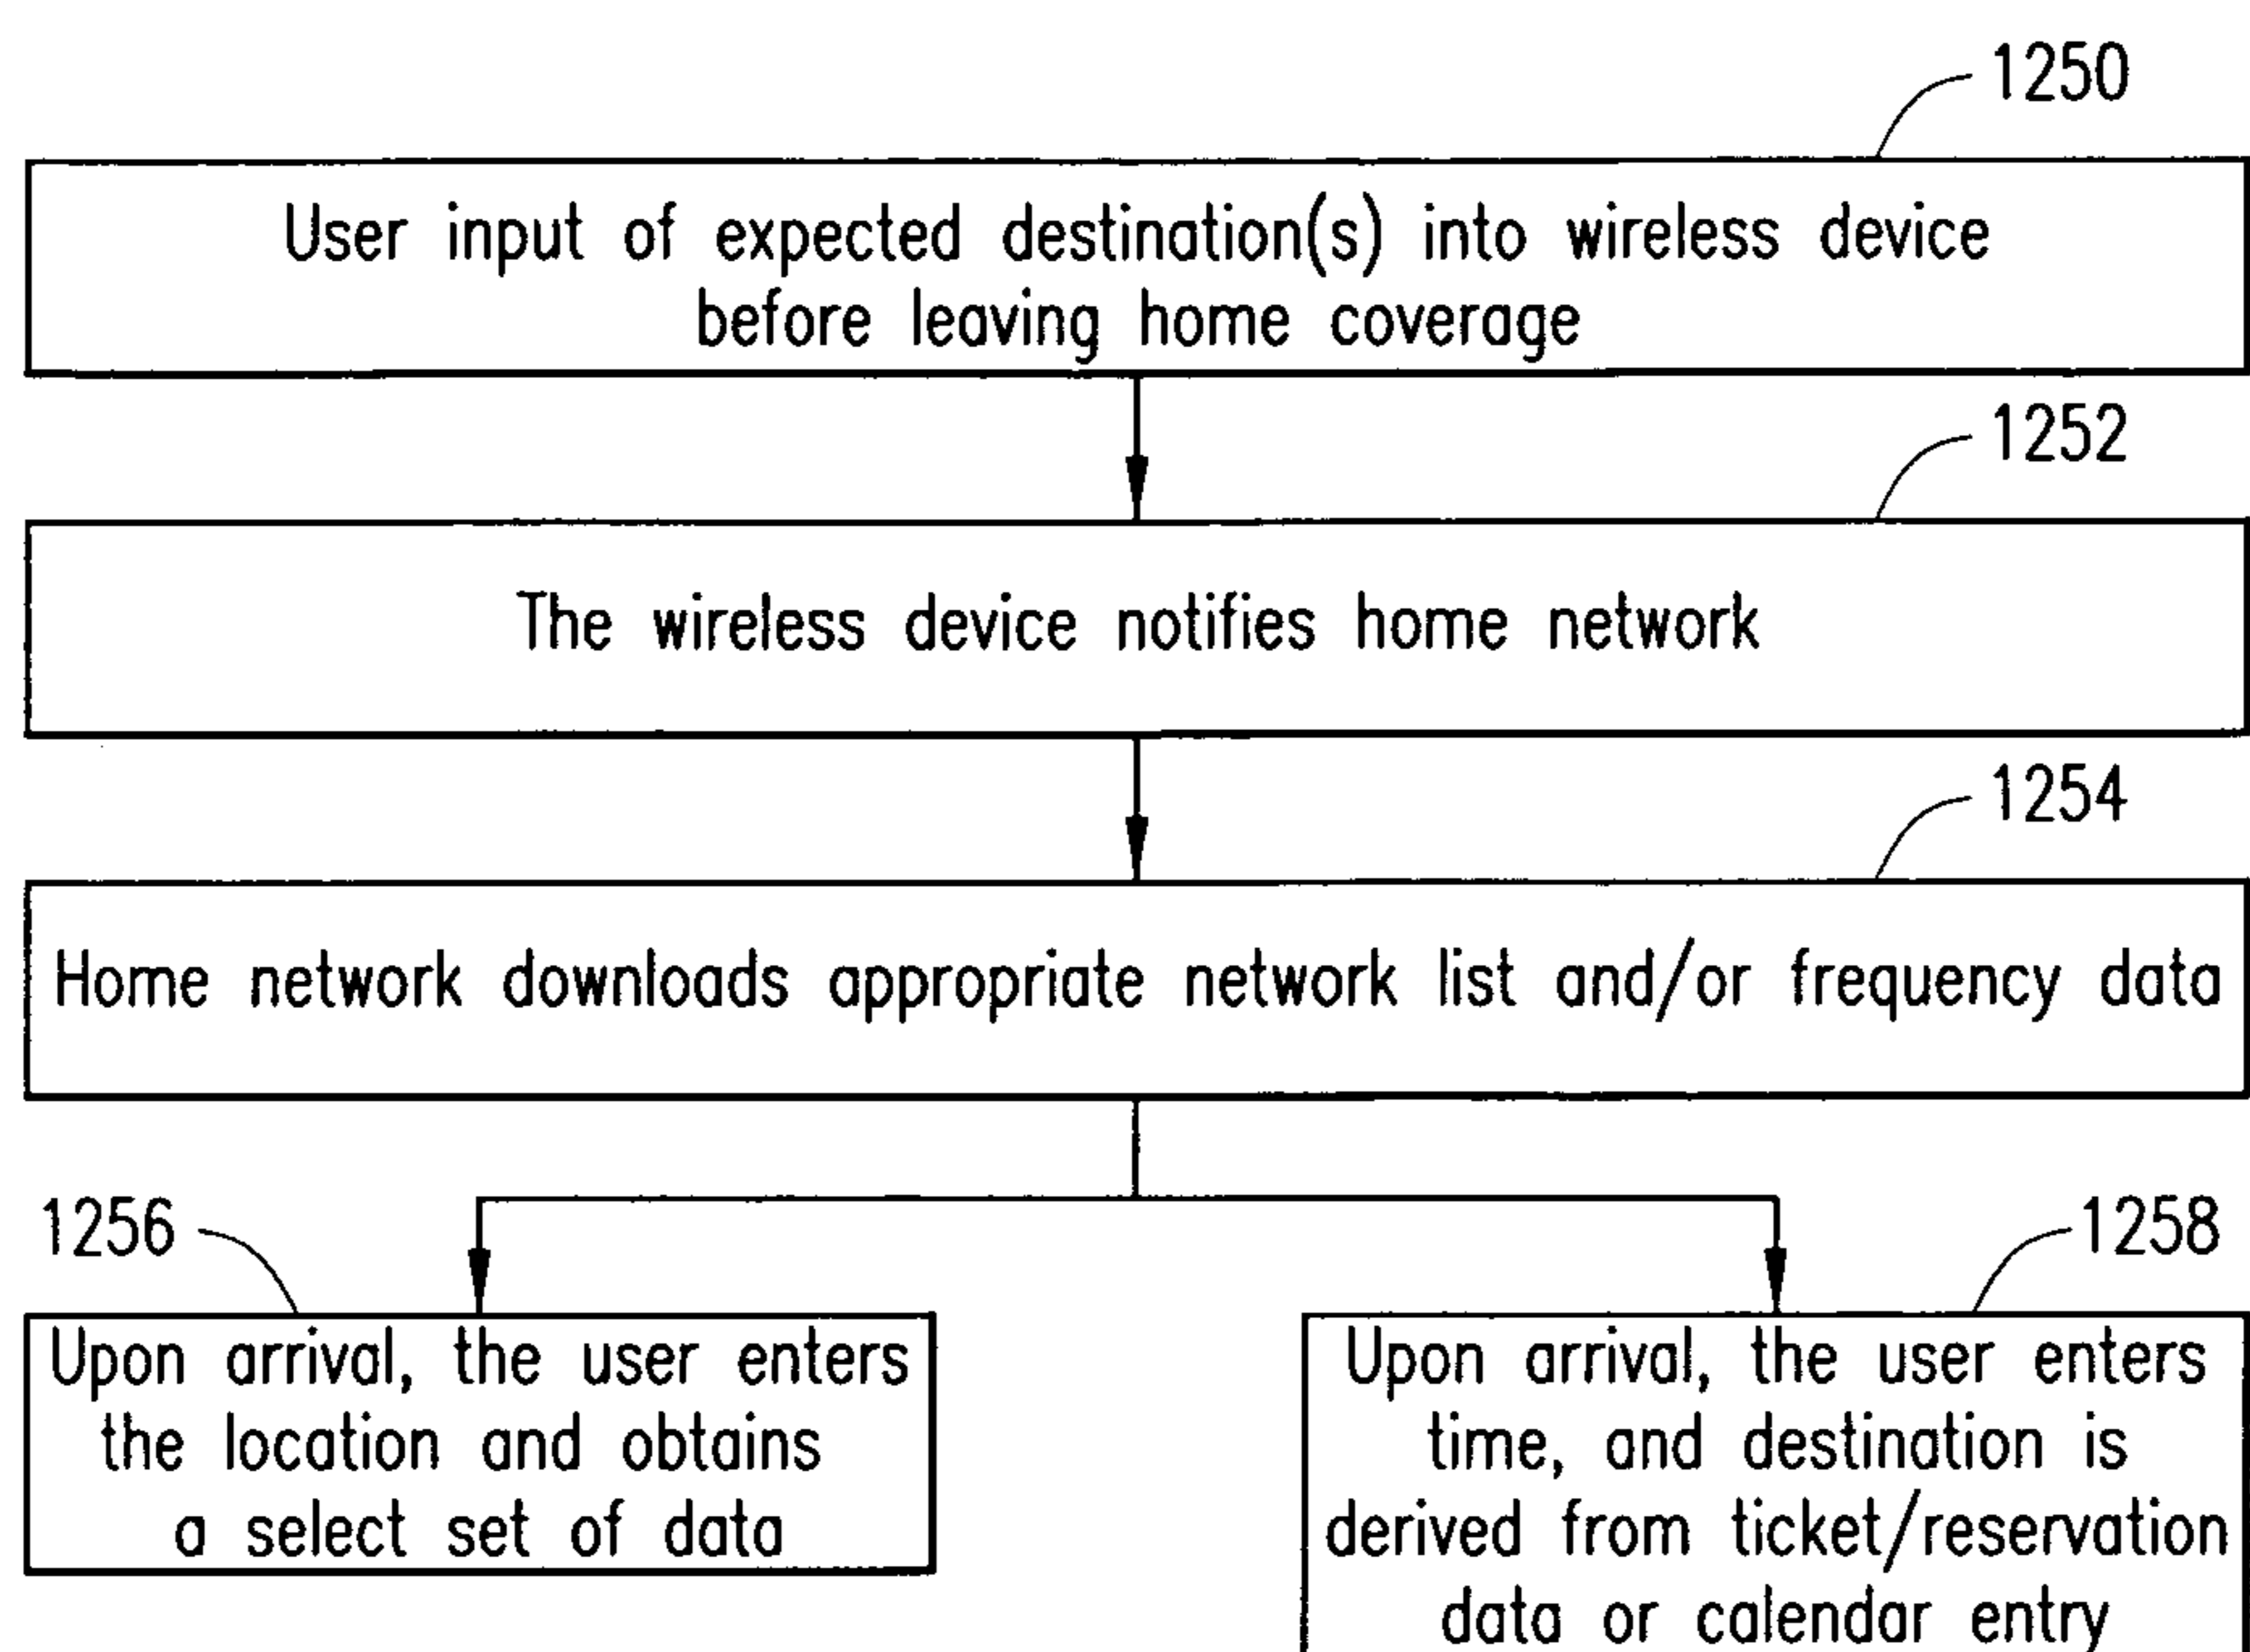 1250
User input of expected destination(s) into wireless device
before leaving home coverage
1252
The wireless device notifies home network
1254
Home network downloads appropriate network list and/or frequency data
1256
Upon arrival, the user enters
the location and obtains
a select set of data
1258
Upon arrival, the user enters
time, and destination is
derived from ticket/reservation
data or calendar entry